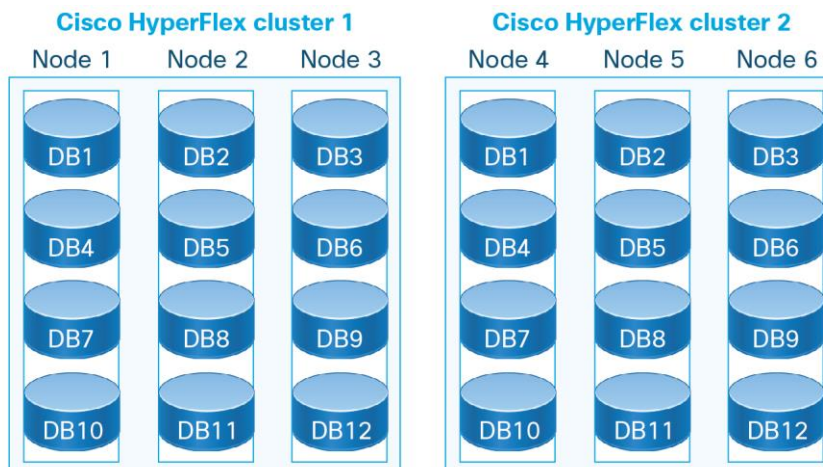 Cisco HyperFlex cluster 1
Node 1 Node 2 Node 3
DB1 DB2 DB3
DB4 DB5 DB6
DB7 DB8 DB9
DB10 DB11 DB12
Cisco HyperFlex cluster 2
Node 4 Node 5 Node 6
DB1 DB2 DB3
DB4 DB5 DB6
DB7 DB8 DB9
DB10 DB11 DB12